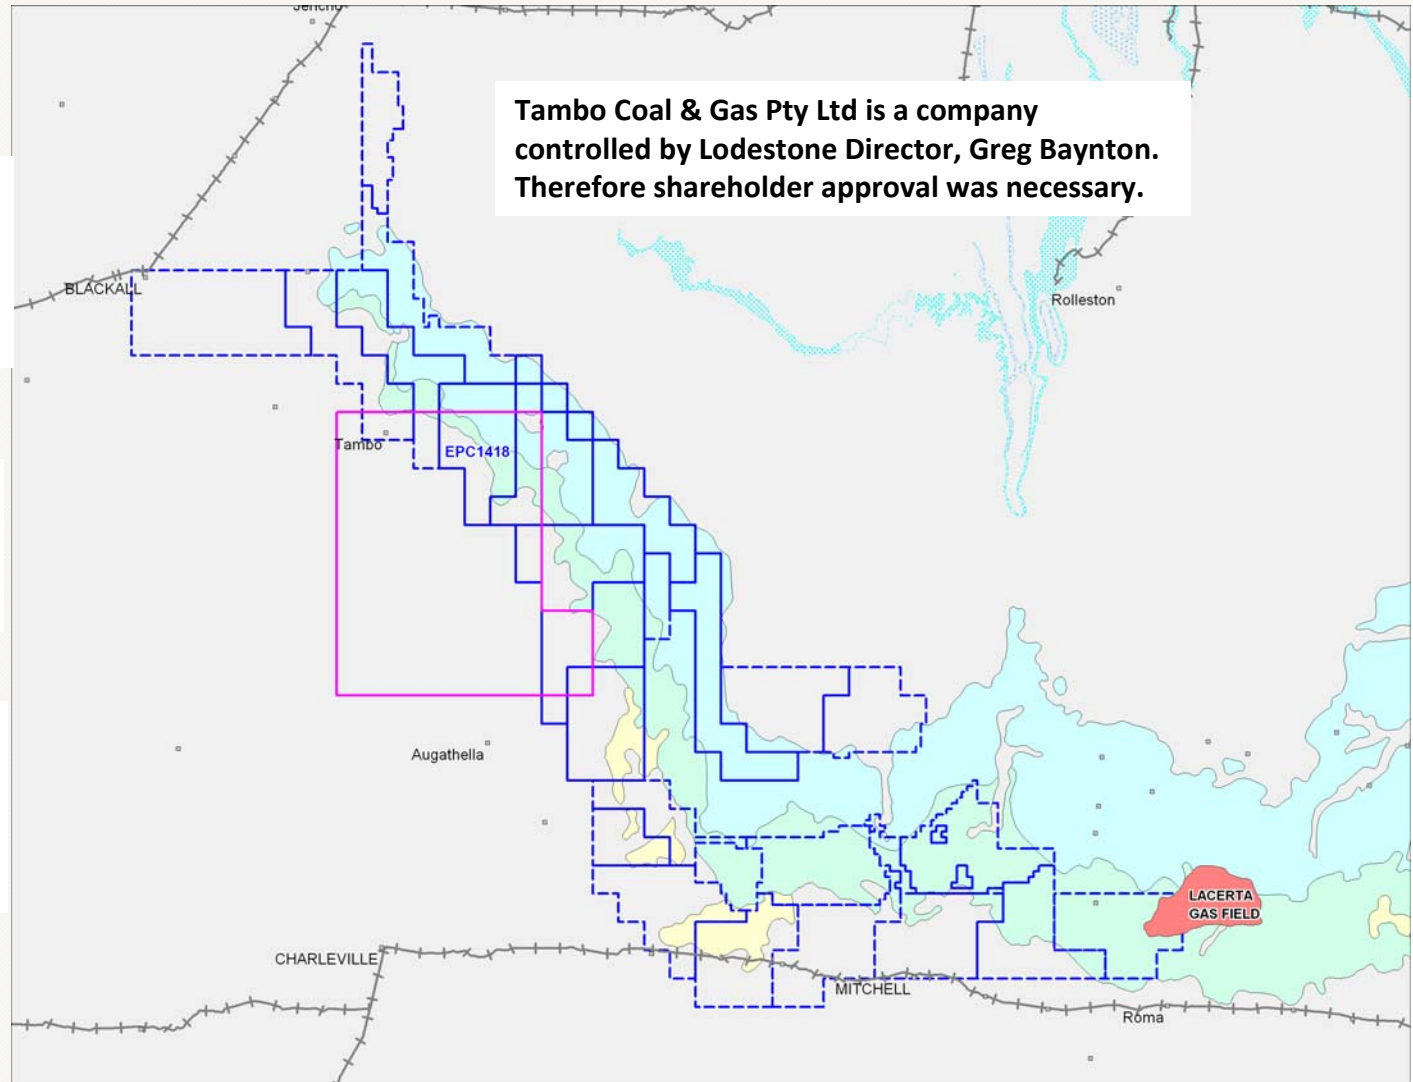 Jericho
Tambo Coal & Gas Pty Ltd is a company
controlled by Lodestone Director, Greg Baynton.
Therefore shareholder approval was necessary.
BLACKALL
Rolleston
Tambo
EPC1418
Augathella
LACERTA
GAS FIELD
CHARLEVILLE
MITCHELL
Roma